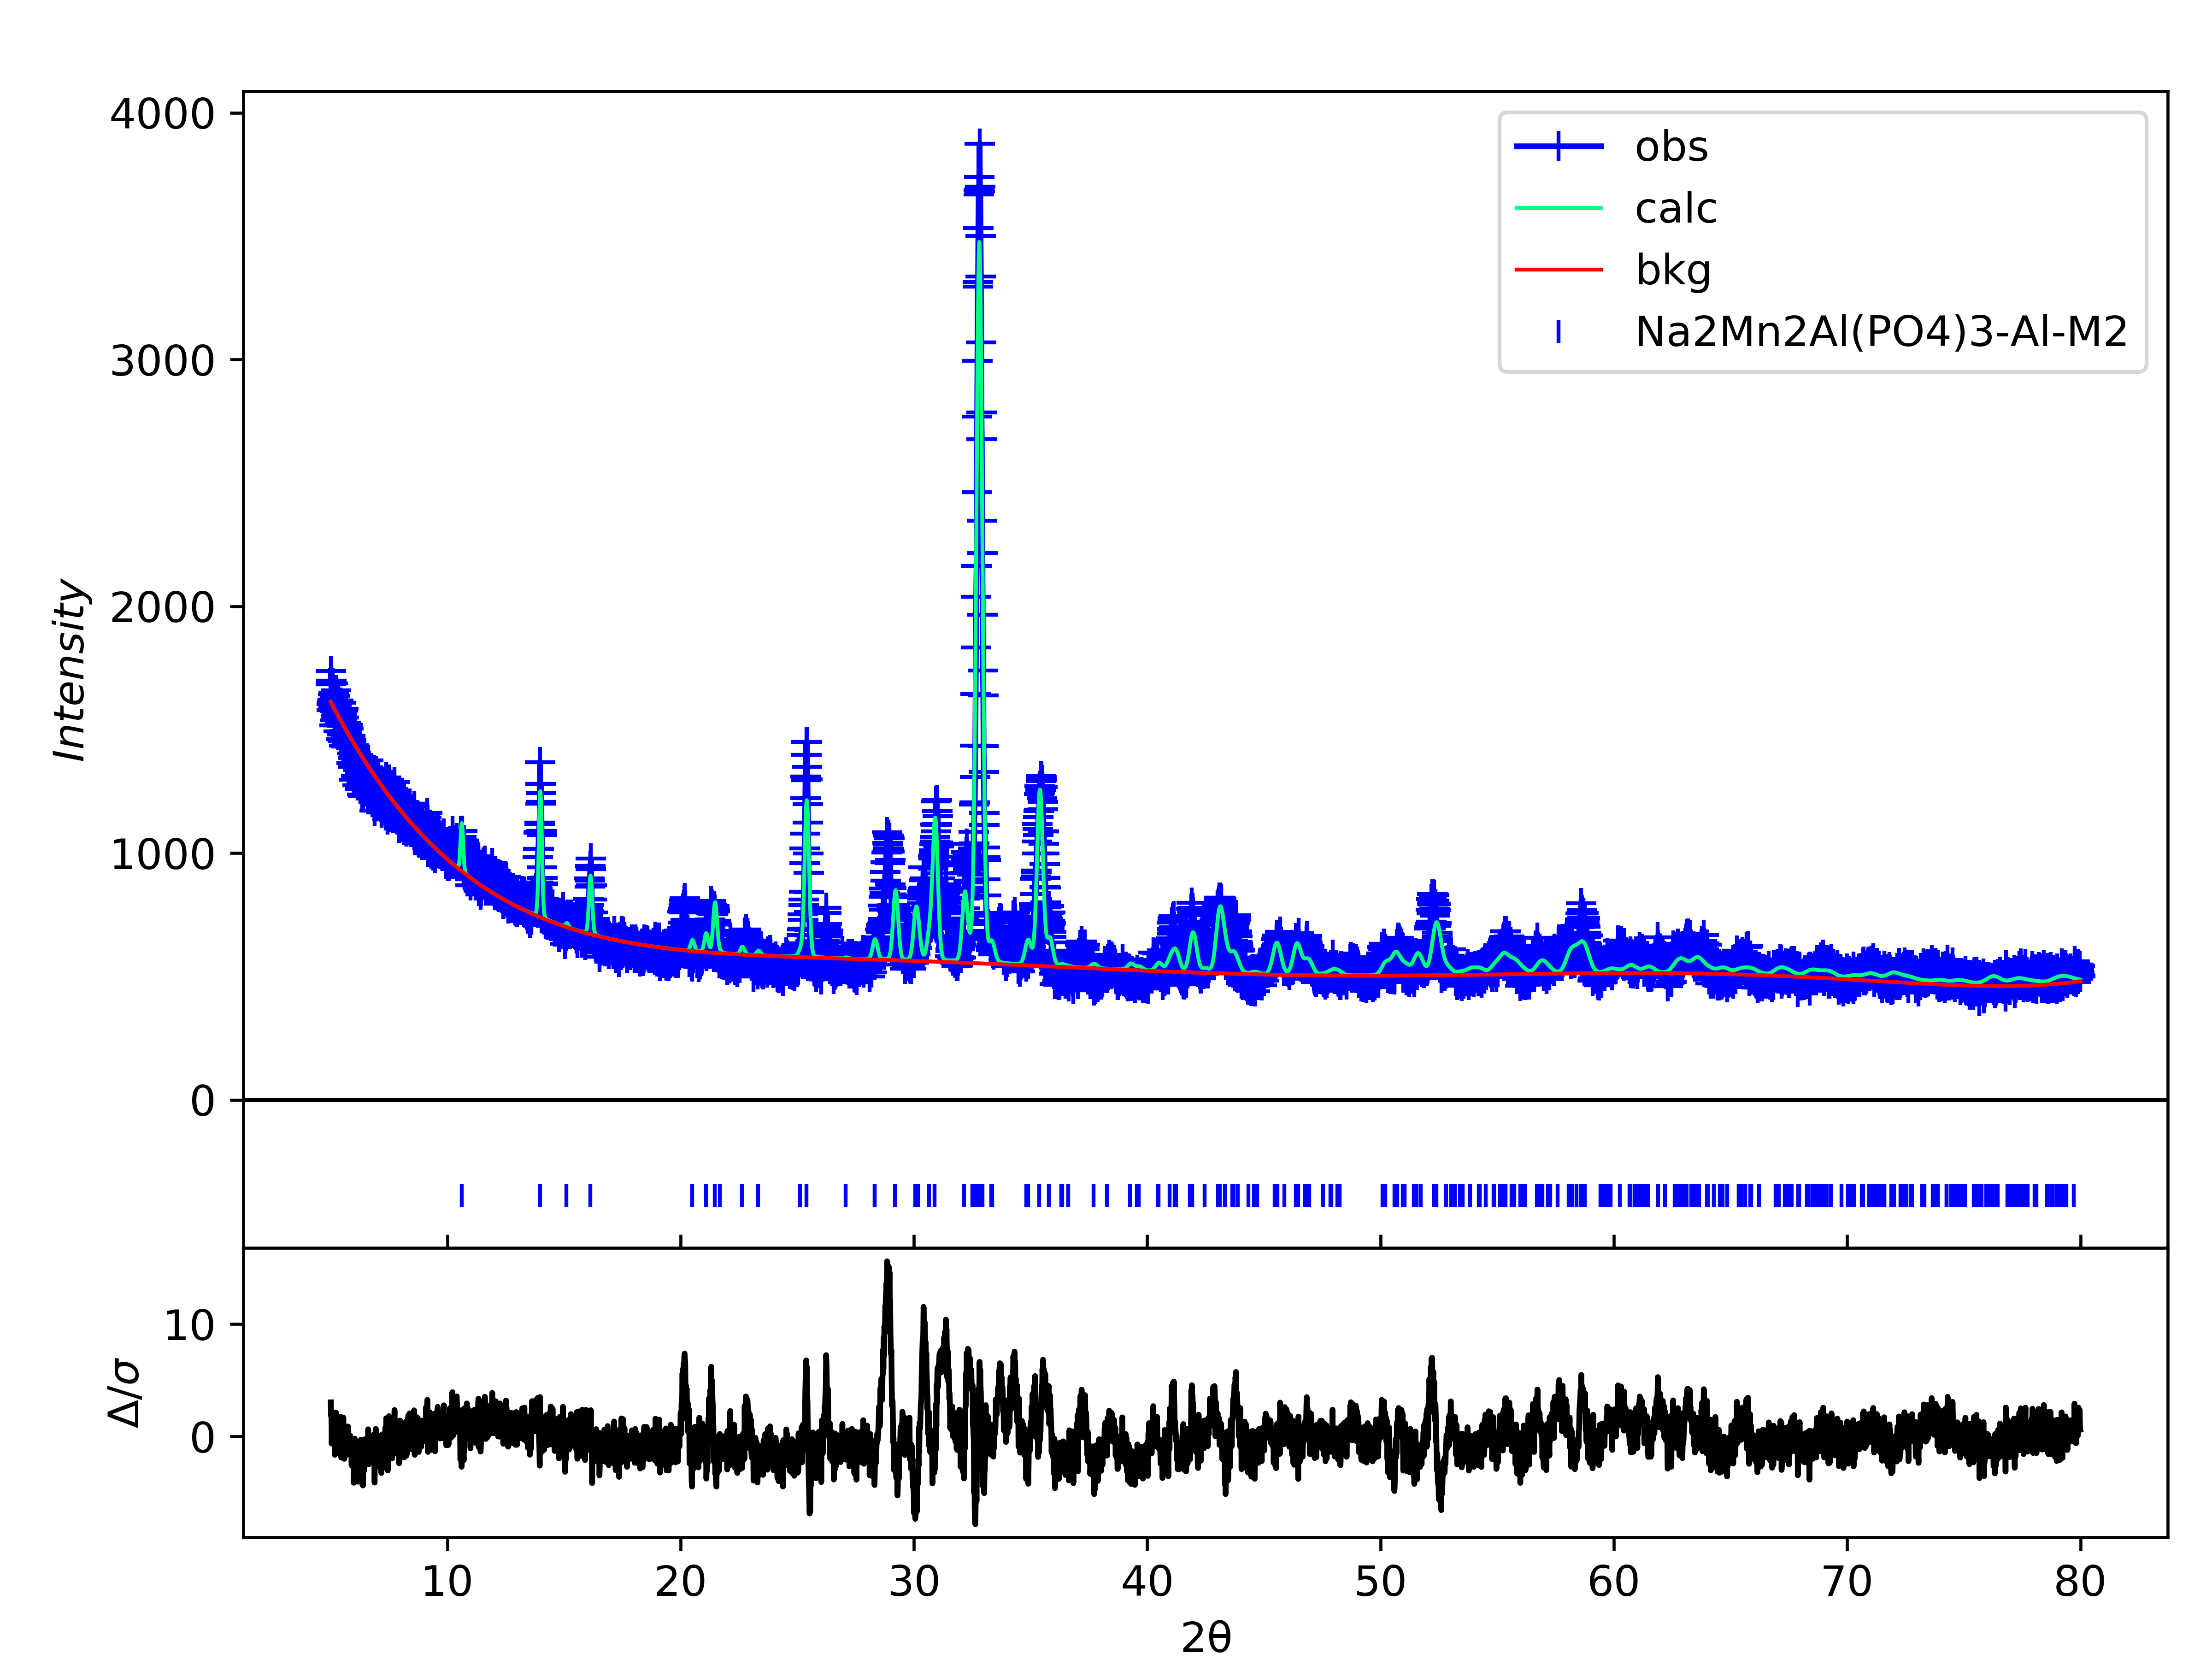 4000
3000
2000
1000
0
Intensity
obs
calc
bkg
Na2Mn2Al(PO4)3-Al-M2
10
0
Δ/σ
10 20 30 40 50 60 70 80
2θ